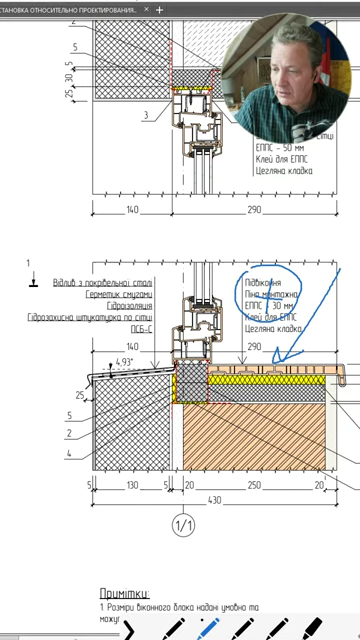 СТАНОВКА ОТНОСИТЕЛЬНО ПРОЕКТИРОВАНИЯ...
2
5
5
30
25
3
сітці
ЕППС - 50 мм
Клей для ЕППС
Цегляна кладка
140
290
1
Відлив з покрівельної сталі
Герметик смугами
Гідроізоляція
Гідрозахисна штукатурка по сітці
ПСБ-С
Підвіконня
Піна монтажна
ЕППС 30 мм
Клей для ЕППС
Цегляна кладка
140
290
4,93°
25
5
2
4
5
130
5
20
250
20
430
1/1
Примітки:
1 Розміри віконного блока надані умовно та
можу